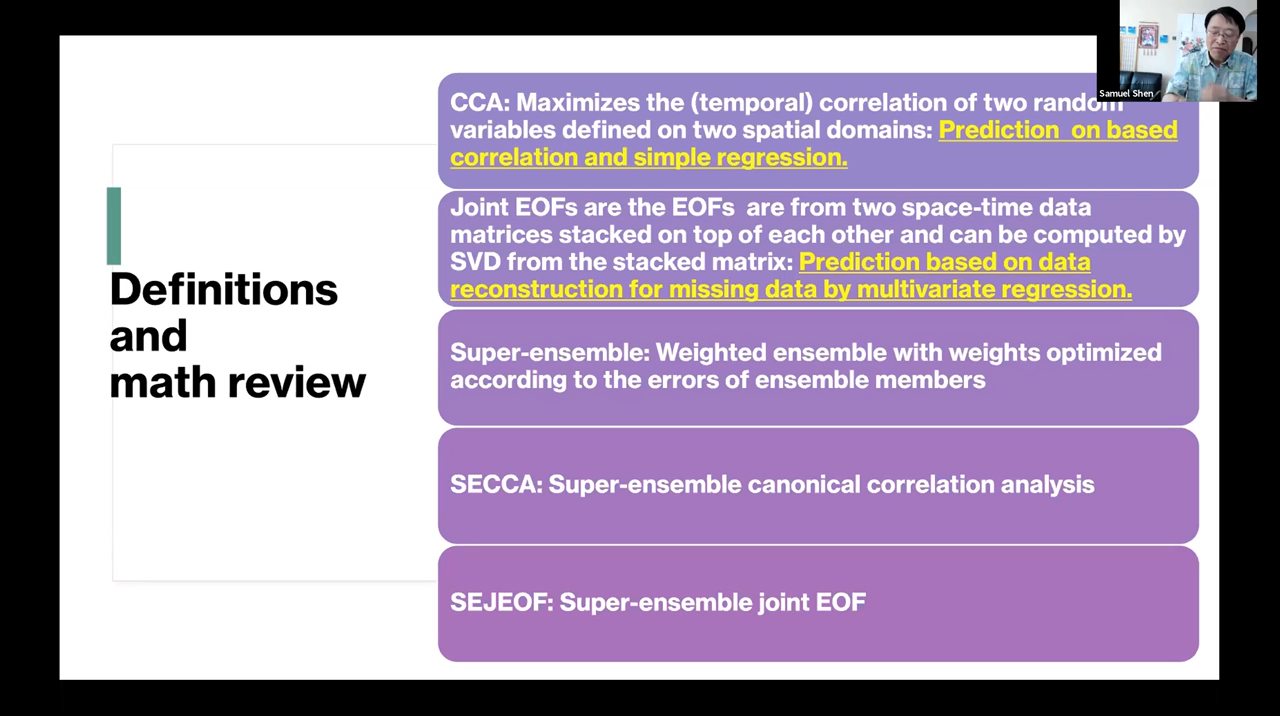 Samuel Shen
Definitions
and
math review
CCA: Maximizes the (temporal) correlation of two random
variables defined on two spatial domains: Prediction  on based
correlation and simple regression.
Joint EOFs are the EOFs  are from two space-time data
matrices stacked on top of each other and can be computed by
SVD from the stacked matrix: Prediction based on data
reconstruction for missing data by multivariate regression.
Super-ensemble: Weighted ensemble with weights optimized
according to the errors of ensemble members
SECCA: Super-ensemble canonical correlation analysis
SEJEOF: Super-ensemble joint EOF